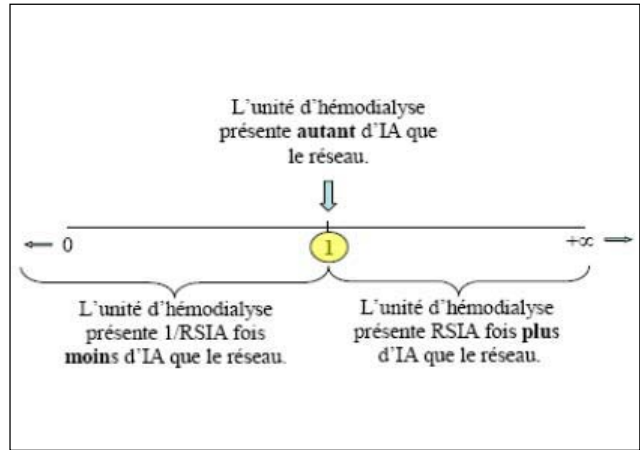 L'unité d'hémodialyse
présente autant d'IA que
le réseau.
0
1
+∞
L'unité d'hémodialyse
présente 1/RSIA fois
moins d'IA que le réseau.
L'unité d'hémodialyse
présente RSIA fois plus
d'IA que le réseau.